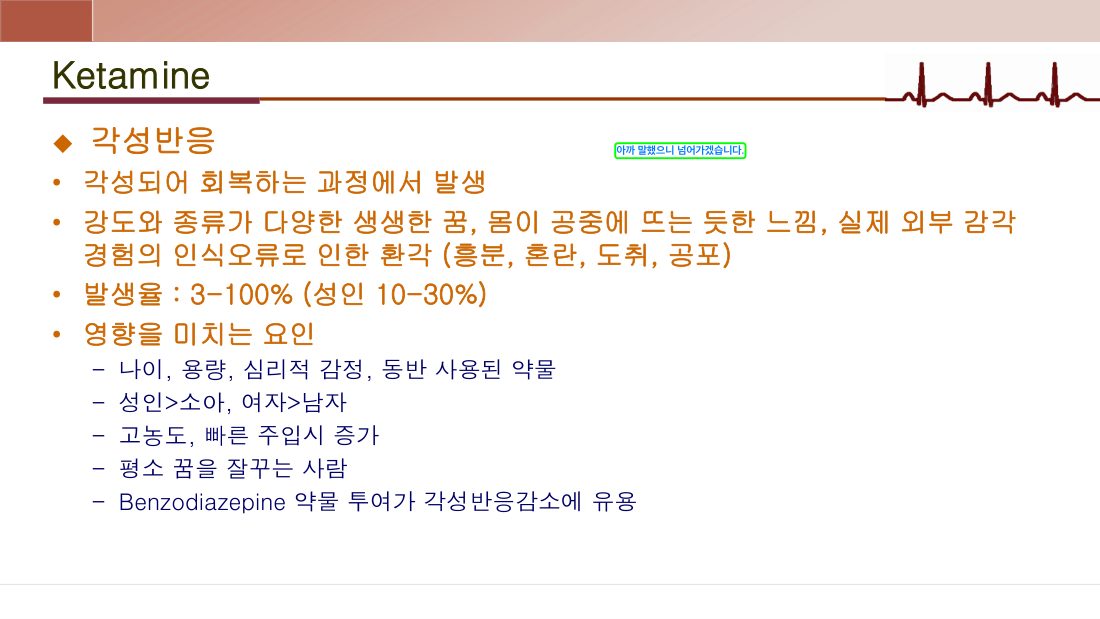 Ketamine
◆ 각성반응
아까 말했으니 넘어가겠습니다.
• 각성되어 회복하는 과정에서 발생
• 강도와 종류가 다양한 생생한 꿈, 몸이 공중에 뜨는 듯한 느낌, 실제 외부 감각
경험의 인식오류로 인한 환각 (흥분, 혼란, 도취, 공포)
• 발생율 : 3-100% (성인 10-30%)
• 영향을 미치는 요인
– 나이, 용량, 심리적 감정, 동반 사용된 약물
– 성인>소아, 여자>남자
– 고농도, 빠른 주입시 증가
– 평소 꿈을 잘꾸는 사람
– Benzodiazepine 약물 투여가 각성반응감소에 유용